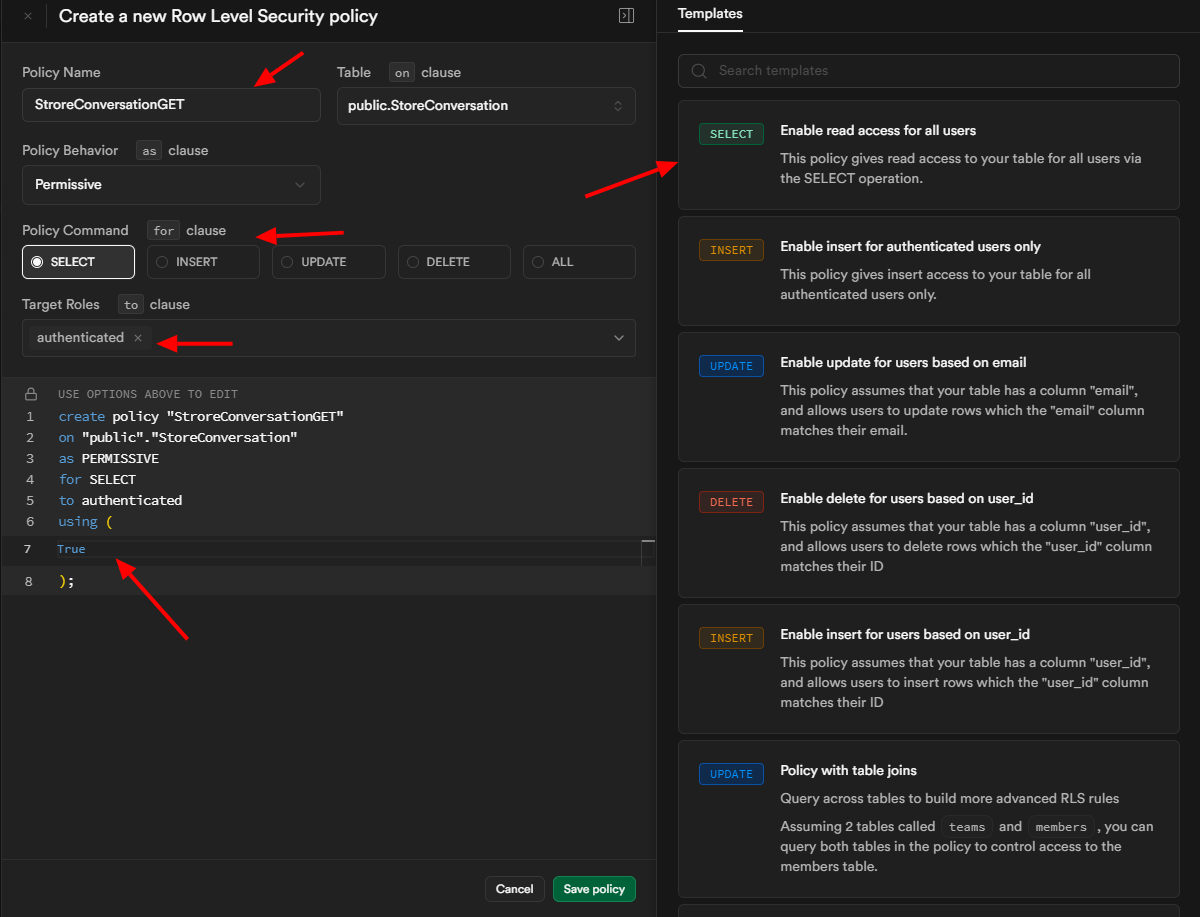 Create a new Row Level Security policy
Policy Name
StroreConversationGET
Table on clause
public.StoreConversation
Policy Behavior as clause
Permissive
Policy Command for clause
SELECT
INSERT
UPDATE
DELETE
ALL
Target Roles to clause
authenticated
USE OPTIONS ABOVE TO EDIT
1 create policy "StroreConversationGET"
2 on "public"."StoreConversation"
3 as PERMISSIVE
4 for SELECT
5 to authenticated
6 using (
7 True
8 );
Cancel
Save policy
Templates
Search templates
SELECT
Enable read access for all users
This policy gives read access to your table for all users via
the SELECT operation.
INSERT
Enable insert for authenticated users only
This policy gives insert access to your table for all
authenticated users only.
UPDATE
Enable update for users based on email
This policy assumes that your table has a column "email",
and allows users to update rows which the "email" column
matches their email.
DELETE
Enable delete for users based on user_id
This policy assumes that your table has a column "user_id",
and allows users to delete rows which the "user_id" column
matches their ID
INSERT
Enable insert for users based on user_id
This policy assumes that your table has a column "user_id",
and allows users to insert rows which the "user_id" column
matches their ID
UPDATE
Policy with table joins
Query across tables to build more advanced RLS rules
Assuming 2 tables called teams and members , you can
query both tables in the policy to control access to the
members table.